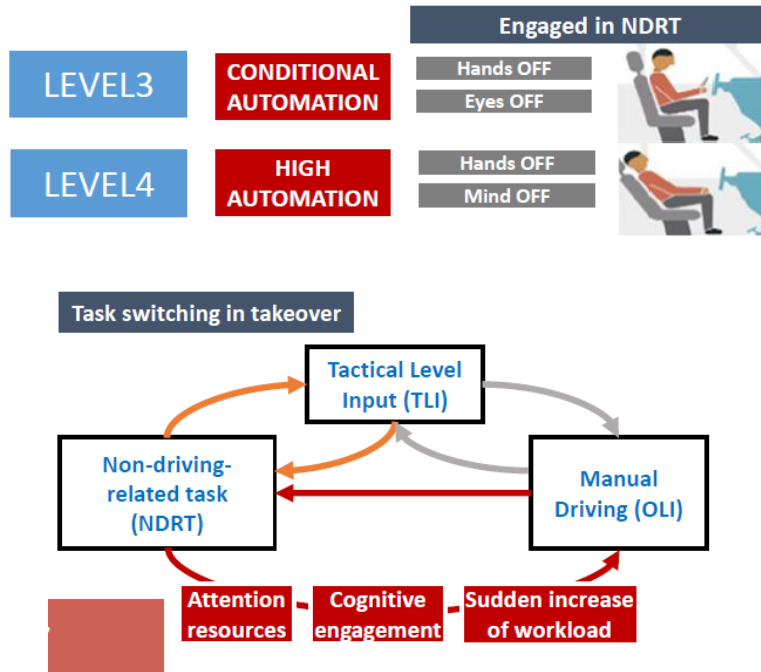 Engaged in NDRT
LEVEL3
CONDITIONAL
AUTOMATION
Hands OFF
Eyes OFF
LEVEL4
HIGH
AUTOMATION
Hands OFF
Mind OFF
Task switching in takeover
Tactical Level
Input (TLI)
Non-driving-
related task
(NDRT)
Manual
Driving (OLI)
Attention
resources
Cognitive
engagement
Sudden increase
of workload